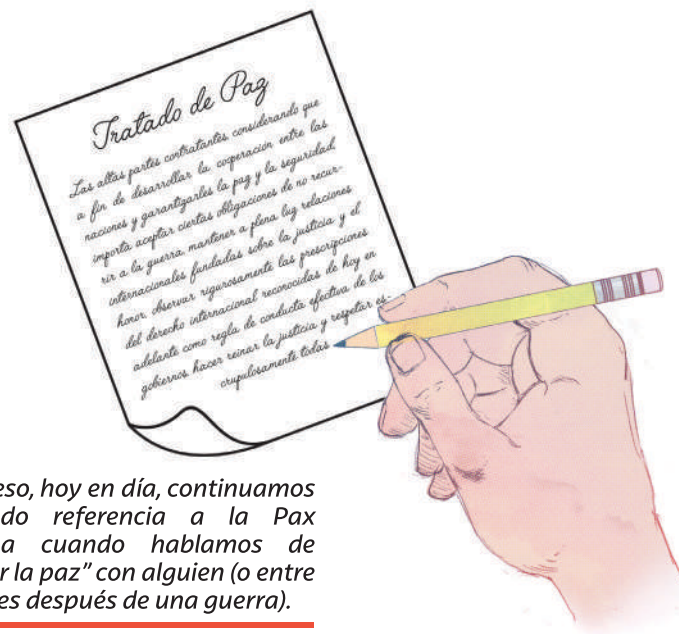 Tratado de Paz
Las altas partes contratantes, considerando que
a fin de desarrollar la cooperación entre las
naciones y garantizarles la paz y la seguridad,
importa aceptar ciertas obligaciones de no recur-
rir a la guerra, mantener a plena luz relaciones
internacionales fundadas sobre la justicia y el
honor, observar rigurosamente las prescripciones
del derecho internacional reconocidas de hoy en
adelante como regla de conducta efectiva de los
gobiernos, hacer reinar la justicia y respetar es-
crupulosamente todas
eso, hoy en día, continuamos
do referencia a la Pax
a cuando hablamos de
r la paz” con alguien (o entre
es después de una guerra).